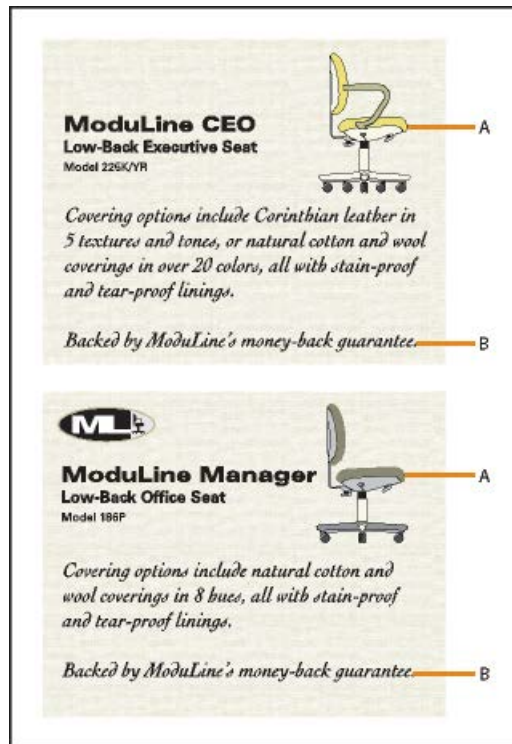 ModuLine CEO
Low-Back Executive Seat
Model 225K/YR
A
Covering options include Corinthian leather in
5 textures and tones, or natural cotton and wool
coverings in over 20 colors, all with stain-proof
and tear-proof linings.
Backed by ModuLine's money-back guarantee.
B
ML
ModuLine Manager
Low-Back Office Seat
Model 186P
A
Covering options include natural cotton and
wool coverings in 8 hues, all with stain-proof
and tear-proof linings.
Backed by ModuLine's money-back guarantee.
B